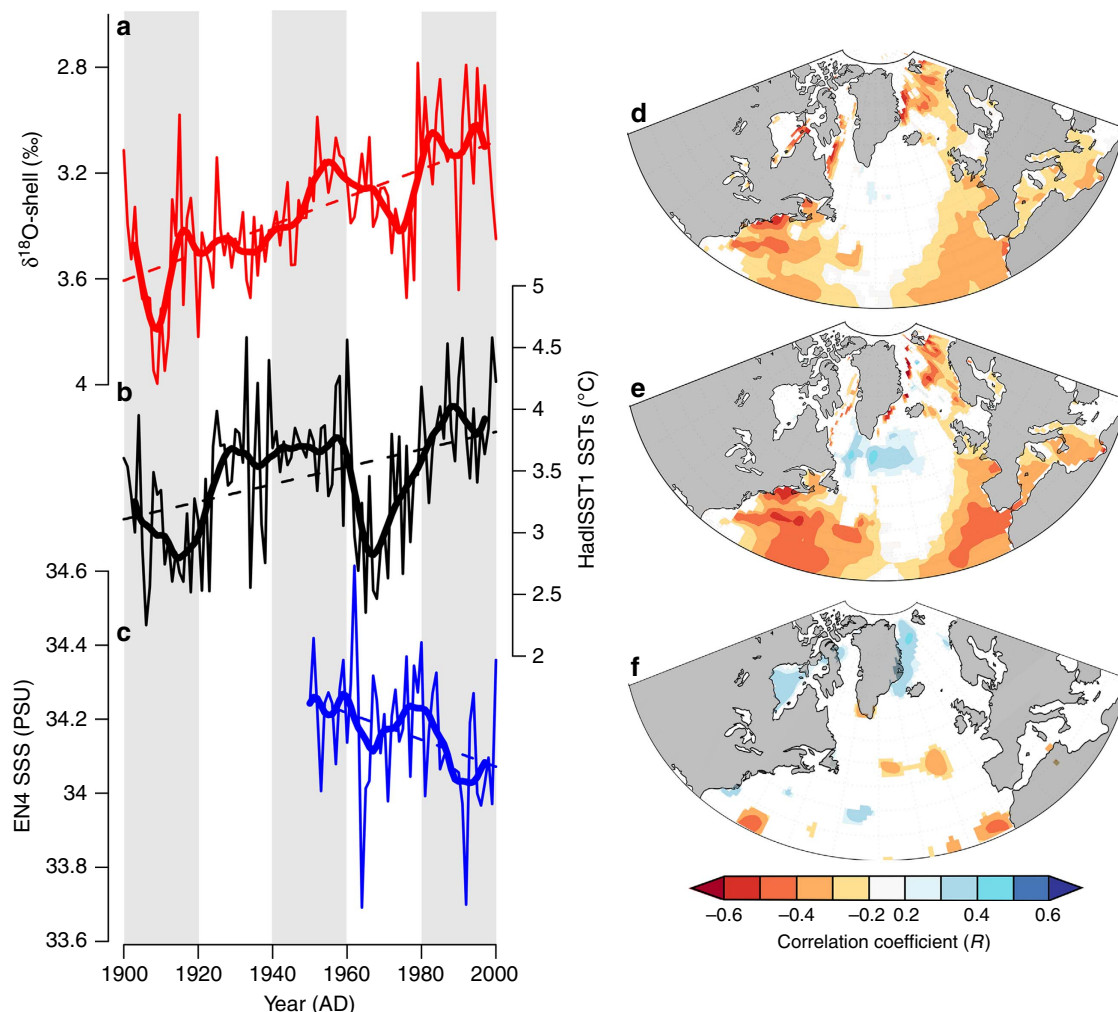 a
2.8
3.2
3.6
4
δ18O-shell (‰)
b
5
4.5
4
3.5
3
2.5
2
HadISST1 SSTs (°C)
c
34.6
34.4
34.2
34
33.8
33.6
EN4 SSS (PSU)
1900 1920 1940 1960 1980 2000
Year (AD)
d
e
f
−0.6 −0.4 −0.2 0.2 0.4 0.6
Correlation coefficient (R)